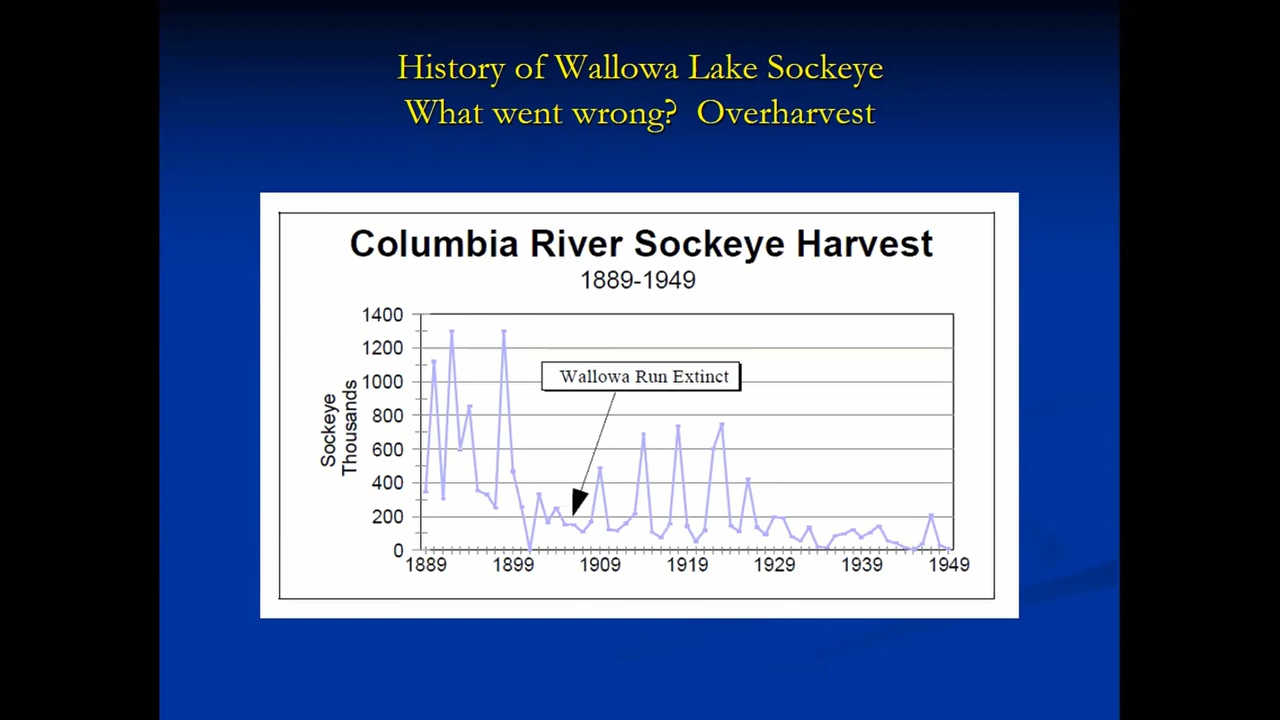 History of Wallowa Lake Sockeye
What went wrong?  Overharvest
Columbia River Sockeye Harvest
1889-1949
1400
1200
1000
800
600
400
200
0
Sockeye
Thousands
Wallowa Run Extinct
1889 1899 1909 1919 1929 1939 1949